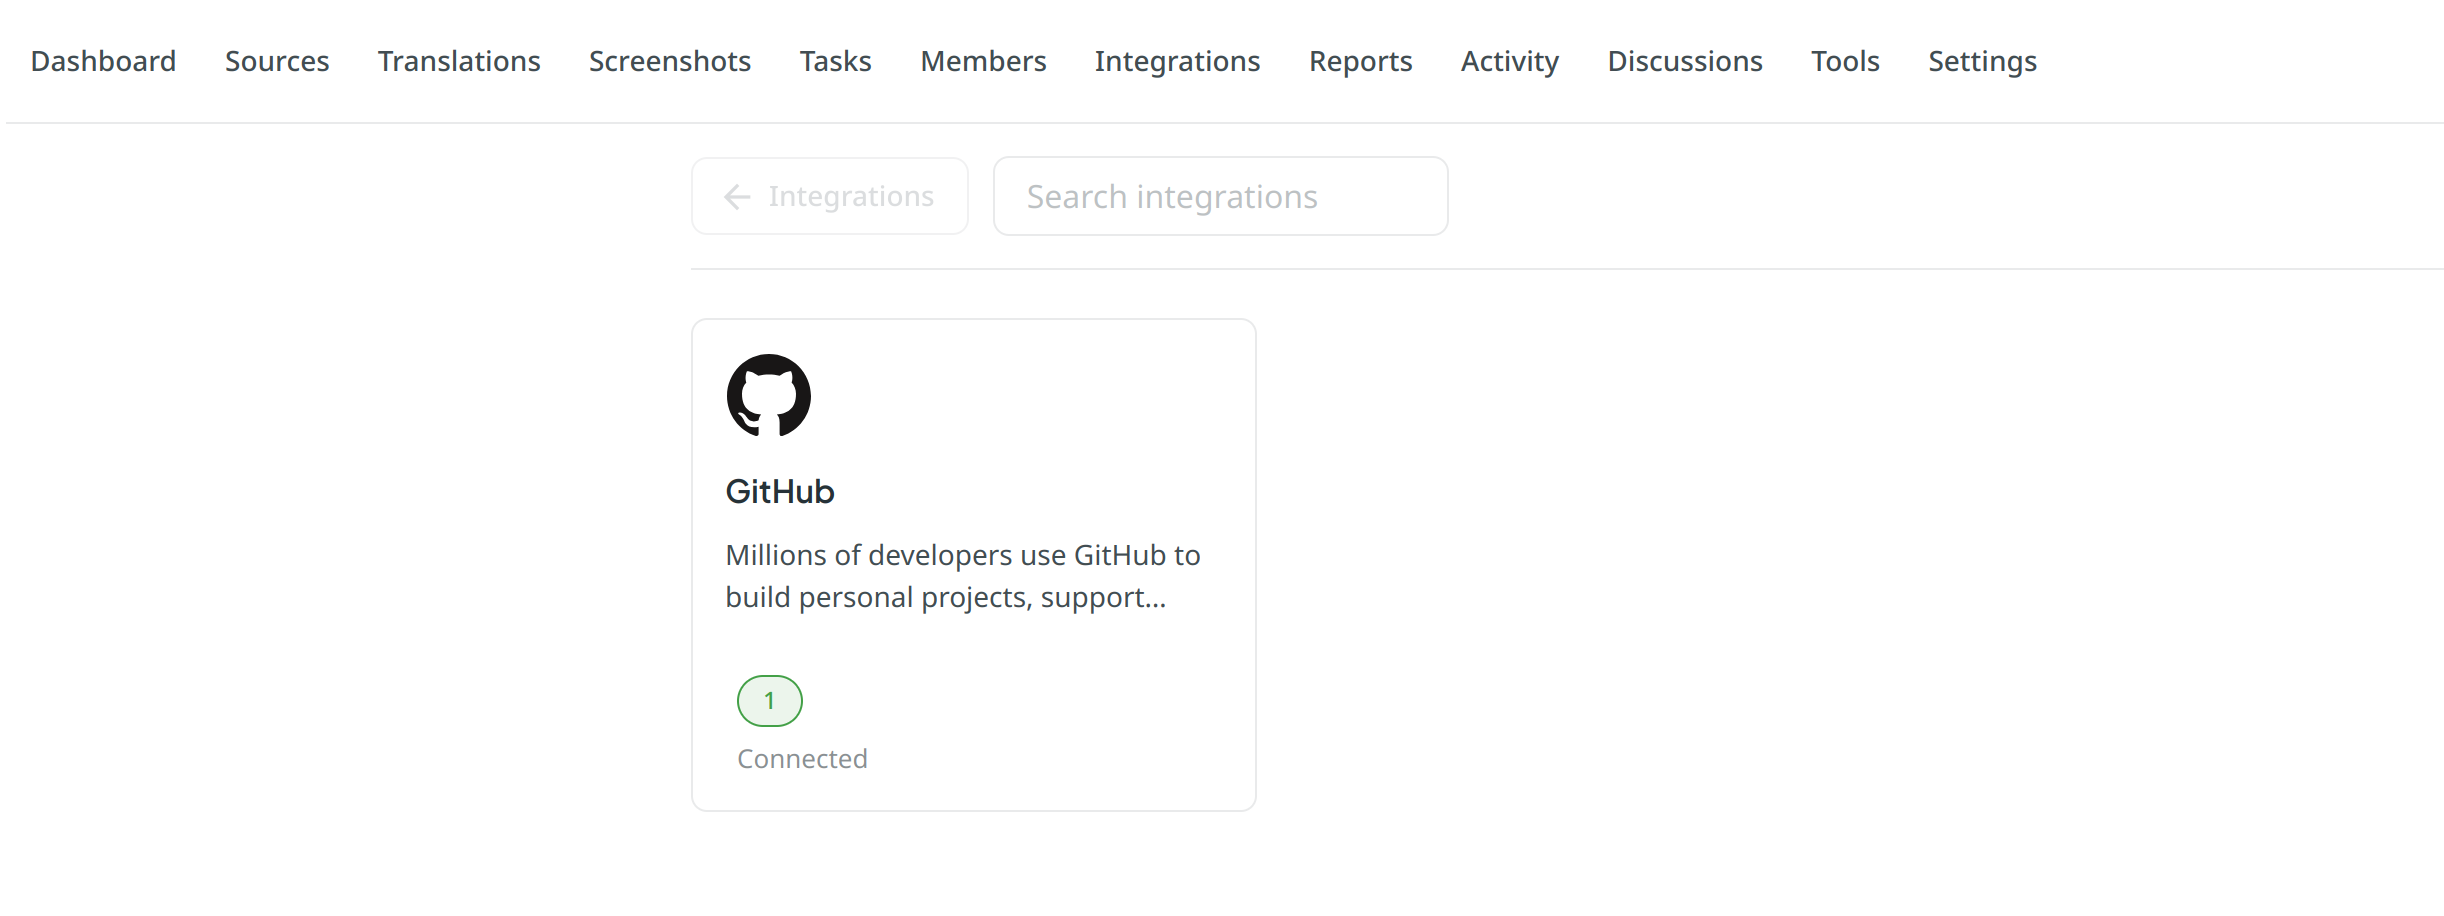 Dashboard Sources Translations Screenshots Tasks Members Integrations Reports Activity Discussions Tools Settings
Integrations Search integrations
GitHub
Millions of developers use GitHub to
build personal projects, support...
1
Connected